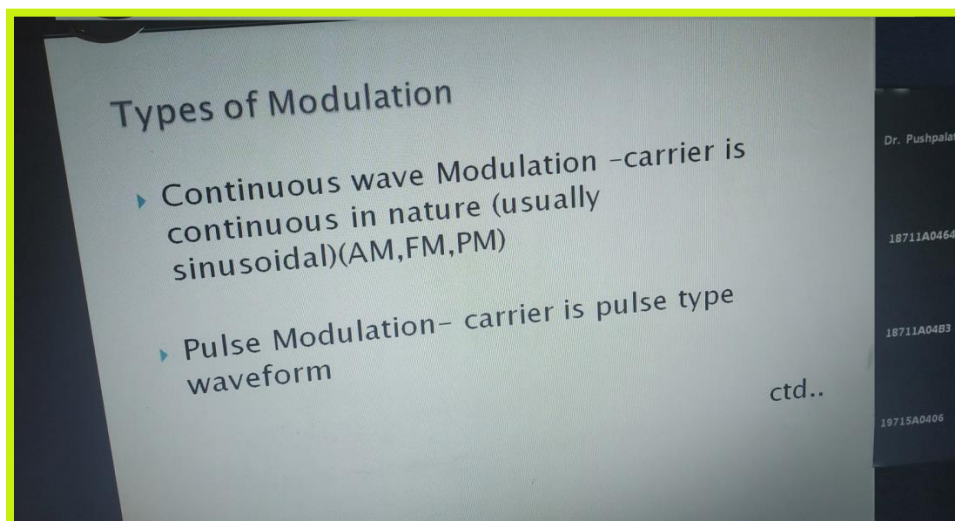 Types of Modulation
Continuous wave Modulation -carrier is
continuous in nature (usually
sinusoidal)(AM,FM,PM)
Pulse Modulation- carrier is pulse type
waveform
ctd..
Dr.
18711A0464
18711A04B3
19715A0406